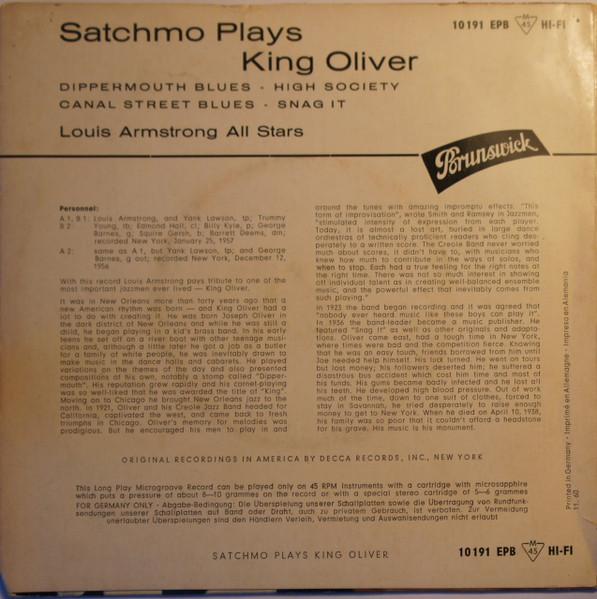 Satchmo Plays
King Oliver
10191 EPB M 45 HI-FI
DIPPERMOUTH BLUES - HIGH SOCIETY
CANAL STREET BLUES - SNAG IT
Louis Armstrong All Stars
Brunswick
Personnel:
A 1, B 1: Louis Armstrong, and Yank Lawson, tp; Trummy
B 2: Young, tb; Edmond Hall, cl; Billy Kyle, p; George
Barnes, g; Squire Gersh, b; Barrett Deems, dm;
recorded New York, January 25, 1957
A 2: same as A 1, but Yank Lawson, tp; and George
Barnes, g out; recorded New York, December 12,
1956
With this record Louis Armstrong pays tribute to one of the
most important jazzmen ever lived — King Oliver.
It was in New Orleans more than forty years ago that a
new American rhythm was born — and King Oliver had a
lot to do with creating it. He was born Joseph Oliver in
the dark district of New Orleans and while he was still a
child, he began playing in a kid's brass band. In his early
teens he set off on a river boat with other teenage musi-
cians and, although a little later he got a job as a butler
for a family of white people, he was inevitably drawn to
make music in the dance halls and cabarets. He played
variations on the themes of the day and also presented
compositions of his own, notably a stomp called "Dipper-
mouth". His reputation grew rapidly and his cornet-playing
was so well-liked that he was awarded the title of "King".
Moving on to Chicago he brought New Orleans jazz to the
north. In 1921, Oliver and his Creole Jazz Band headed for
California, captivated the west, and came back to fresh
triumphs in Chicago. Oliver's memory for melodies was
prodigious. But he encouraged his men to play in and
around the tunes with amazing impromptu effects. "This
form of improvisation", wrote Smith and Ramsey in Jazzmen,
"stimulated intensity of expression from each player.
Today, it is almost a lost art, buried in large dance
orchestras of technically proficient readers who cling des-
perately to a written score. The Creole Band never worried
much about scores, it didn't have to, with musicians who
knew how much to contribute in the ways of solos, and
when to stop. Each had a true feeling for the right notes at
the right time. There was not so much interest in showing
off individual talent as in creating well-balanced ensemble
music, and the powerful effect that inevitably comes from
such playing."
In 1923 the band began recording and it was agreed that
"nobody ever heard music like these boys can play it".
In 1936 the band-leader became a music publisher. He
featured "Snag It" as well as other originals and adapta-
tions. Oliver came east, had a tough time in New York,
where times were bad and the competition fierce. Knowing
that he was an easy touch, friends borrowed from him until
Joe needed help himself. His luck turned. He went on tours
but lost money; his followers deserted him; he suffered a
disastrous bus accident which cost him time and most of
his funds. His gums became badly infected and he lost all
his teeth. He developed high blood pressure. Out of work
much of the time, down to one suit of clothes, forced to
stay in Savannah, he tried desperately to raise enough
money to get to New York. When he died on April 10, 1938,
his family was so poor that it couldn't afford a headstone
for his grave. His music is his monument.
ORIGINAL RECORDINGS IN AMERICA BY DECCA RECORDS, INC., NEW YORK
This Long Play Microgroove Record can be played only on 45 RPM Instruments with a cartridge with microsapphire
which puts a pressure of about 6—10 grammes on the record or with a special stereo cartridge of 5—6 grammes
FOR GERMANY ONLY - Abgabe-Bedingung: Die Überspielung unserer Schallplatten sowie die Übertragung von Rundfunk-
sendungen unserer Schallplatten auf Band oder Draht, auch zu privatem Gebrauch, ist verboten. Zur Vermeidung
unerlaubter Überspielungen sind den Händlern Verleih, Vermietung und Auswahlsendungen nicht erlaubt
Printed in Germany - Imprimé en Allemagne - Impreso en Alemania
11. 60
SATCHMO PLAYS KING OLIVER
10191 EPB M 45 HI-FI